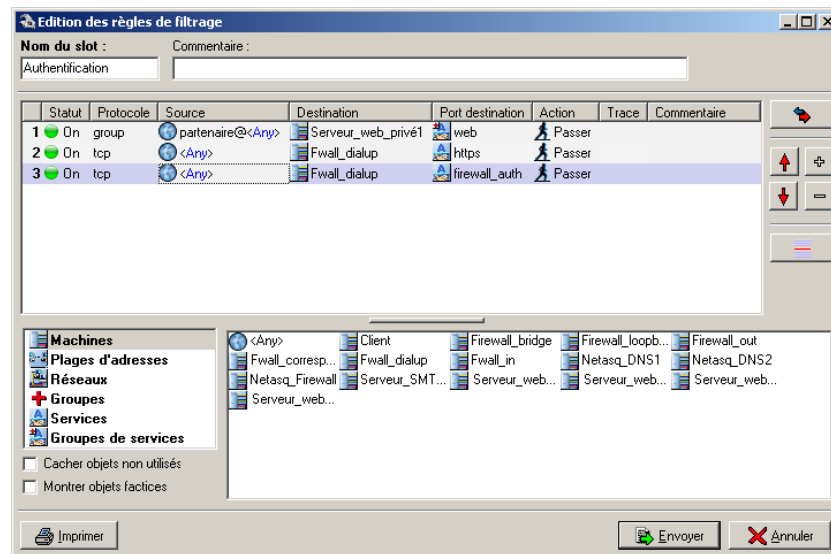 Edition des règles de filtrage
Nom du slot : Commentaire :
Authentification
Statut Protocole Source Destination Port destination Action Trace Commentaire
1 On group partenaire@<Any> Serveur_web_privé1 web Passer
2 On tcp <Any> Fwall_dialup https Passer
3 On tcp <Any> Fwall_dialup firewall_auth Passer
Machines
Plages d'adresses
Réseaux
Groupes
Services
Groupes de services
Cacher objets non utilisés
Montrer objets factices
<Any> Client Firewall_bridge Firewall_loopb... Firewall_out
Fwall_corresp... Fwall_dialup Fwall_in Netasq_DNS1 Netasq_DNS2
Netasq_Firewall Serveur_SMT... Serveur_web... Serveur_web... Serveur_web...
Serveur_web...
Imprimer Envoyer Annuler